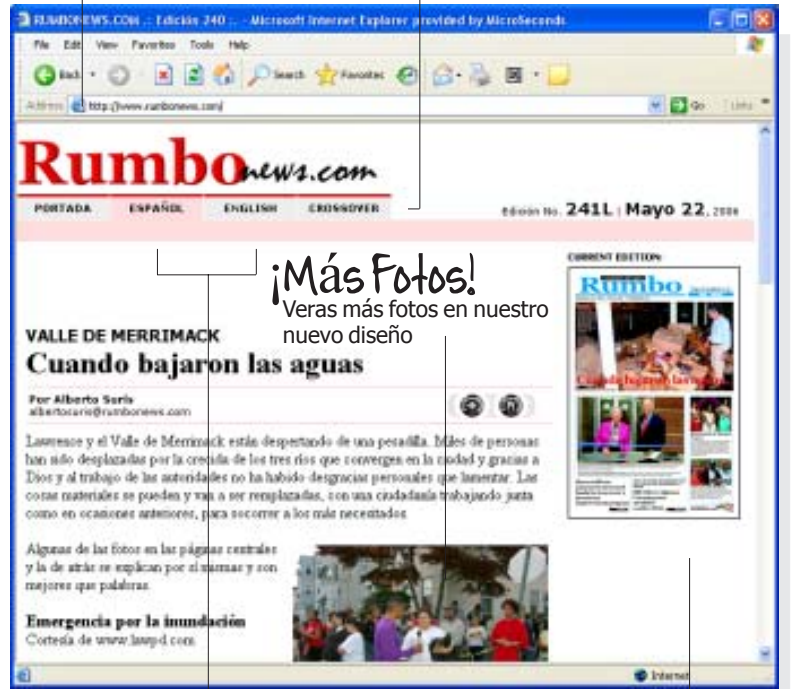 RUMBONEWS.COM .: Edición 240 :. - Microsoft Internet Explorer provided by MicroSeconds
File Edit View Favorites Tools Help
Back Search Favorites
Address http://www.rumbonews.com/ Go Links
Rumbonews.com
PORTADA ESPAÑOL ENGLISH CROSSOVER
Edición No. 241L | Mayo 22, 2006
CURRENT EDITION:
Rumbo
Cuando bajaron las aguas
¡Más Fotos!
Veras más fotos en nuestro
nuevo diseño
VALLE DE MERRIMACK
Cuando bajaron las aguas
Por Alberto Suris
albertosuris@rumbonews.com
Lawrence y el Valle de Merrimack están despertando de una pesadilla. Miles de personas
han sido desplazadas por la crecida de los tres ríos que convergen en la ciudad y gracias a
Dios y al trabajo de las autoridades no ha habido desgracias personales que lamentar. Las
cosas materiales se pueden y van a ser remplazadas, con una ciudadanía trabajando junta
como en ocasiones anteriores, para socorrer a los más necesitados.
Algunas de las fotos en las páginas centrales
y la de atrás se explican por sí mismas y son
mejores que palabras.
Emergencia por la inundación
Cortesía de www.lawpd.com
Internet